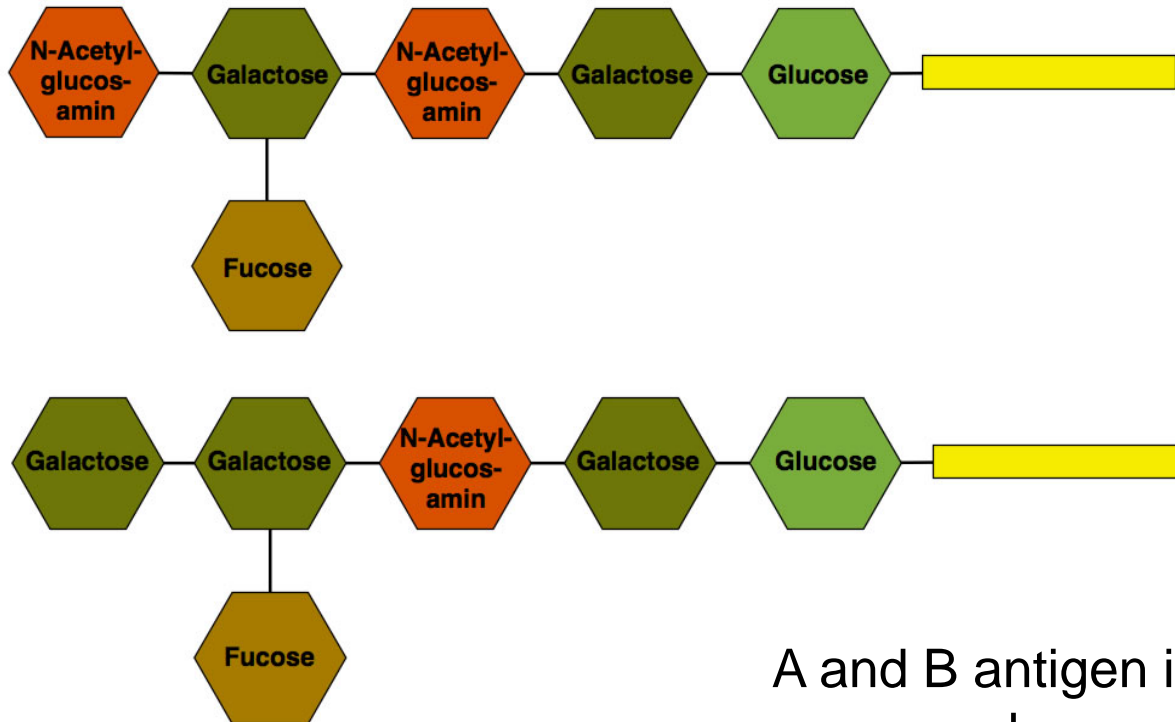 N-Acetyl-
glucos-
amin
Galactose
N-Acetyl-
glucos-
amin
Galactose
Glucose
Fucose
Galactose
Galactose
N-Acetyl-
glucos-
amin
Galactose
Glucose
Fucose
A and B antigen i